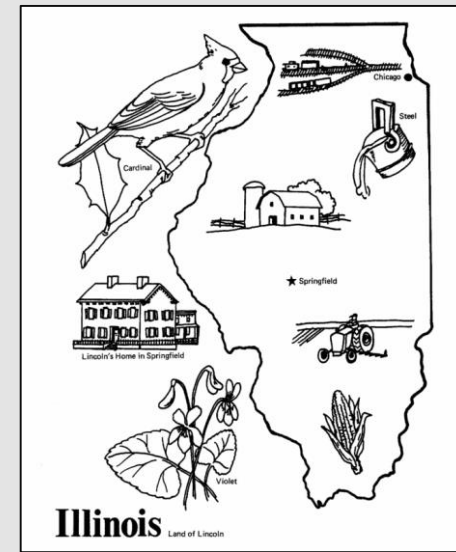 Chicago
Steel
Cardinal
Springfield
Lincoln's Home in Springfield
Violet
Illinois Land of Lincoln